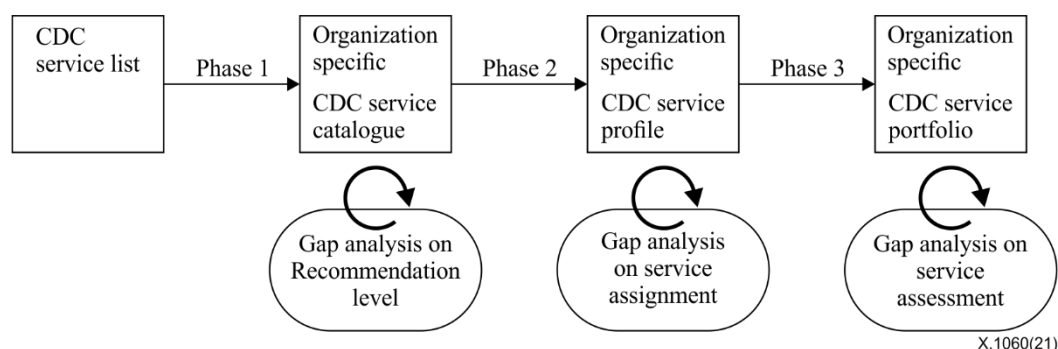 CDC
service list
Phase 1
Organization
specific
CDC service
catalogue
Phase 2
Organization
specific
CDC service
profile
Phase 3
Organization
specific
CDC service
portfolio
Gap analysis on
Recommendation
level
Gap analysis
on service
assignment
Gap analysis on
service
assessment
X.1060(21)